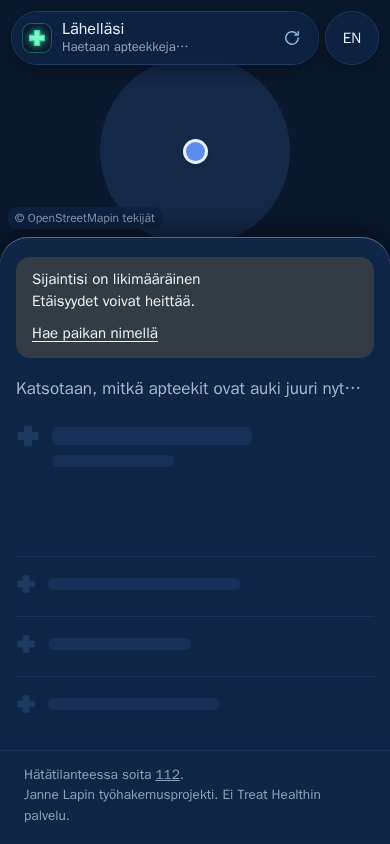 Lähelläsi
Haetaan apteekkeja…
EN
© OpenStreetMapin tekijät
Sijaintisi on likimääräinen
Etäisyydet voivat heittää.
Hae paikan nimellä
Katsotaan, mitkä apteekit ovat auki juuri nyt…
Hätätilanteessa soita 112.
Janne Lapin työhakemusprojekti. Ei Treat Healthin
palvelu.